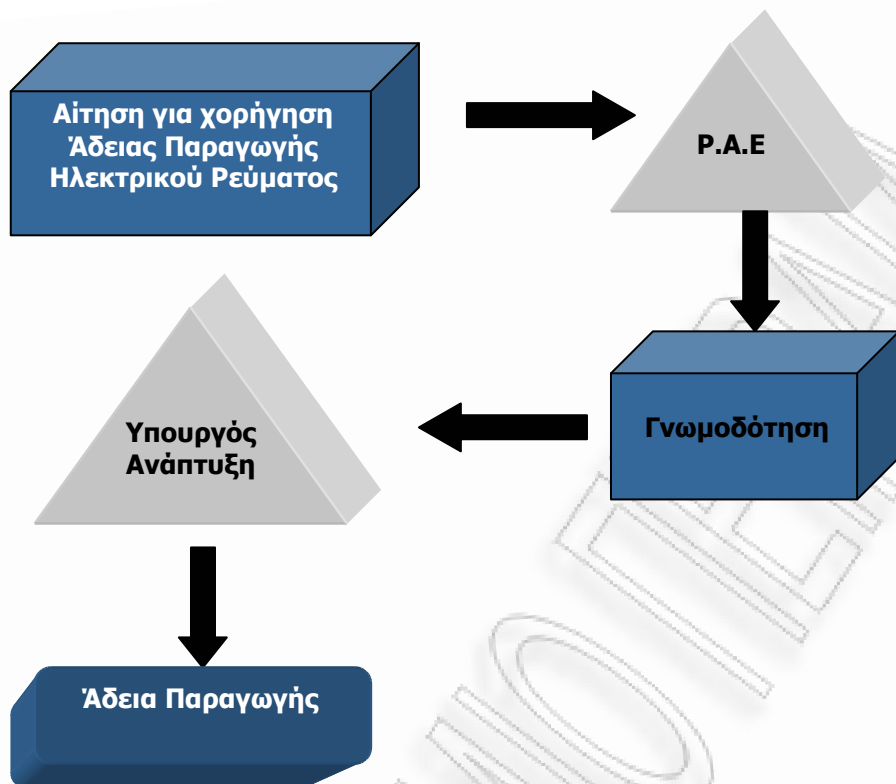 Αίτηση για χορήγηση
Άδειας Παραγωγής
Ηλεκτρικού Ρεύματος
Ρ.Α.Ε
Γνωμοδότηση
Υπουργός
Ανάπτυξη
Άδεια Παραγωγής